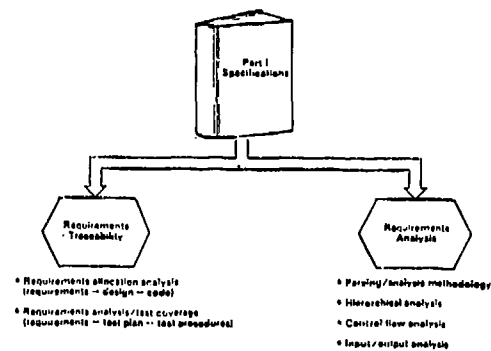 Part I
Specifications
Requirements
- Traceability
Requirements
Analysis
* Requirements allocation analysis
(requirements → design → code)
* Requirements analysis/test coverage
(requirements → test plan → test procedures)
* Parsing/analysis methodology
* Hierarchical analysis
* Control flow analysis
* Input/output analysis